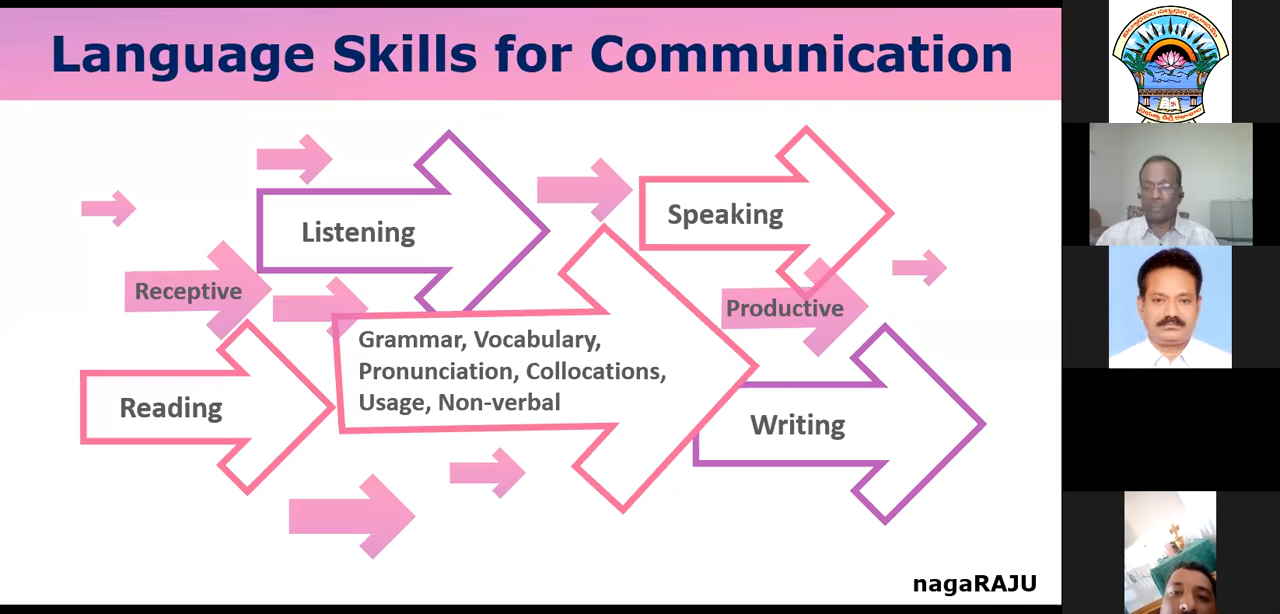 Language Skills for Communication
Listening
Speaking
Receptive
Productive
Grammar, Vocabulary,
Pronunciation, Collocations,
Usage, Non-verbal
Reading
Writing
nagaRAJU